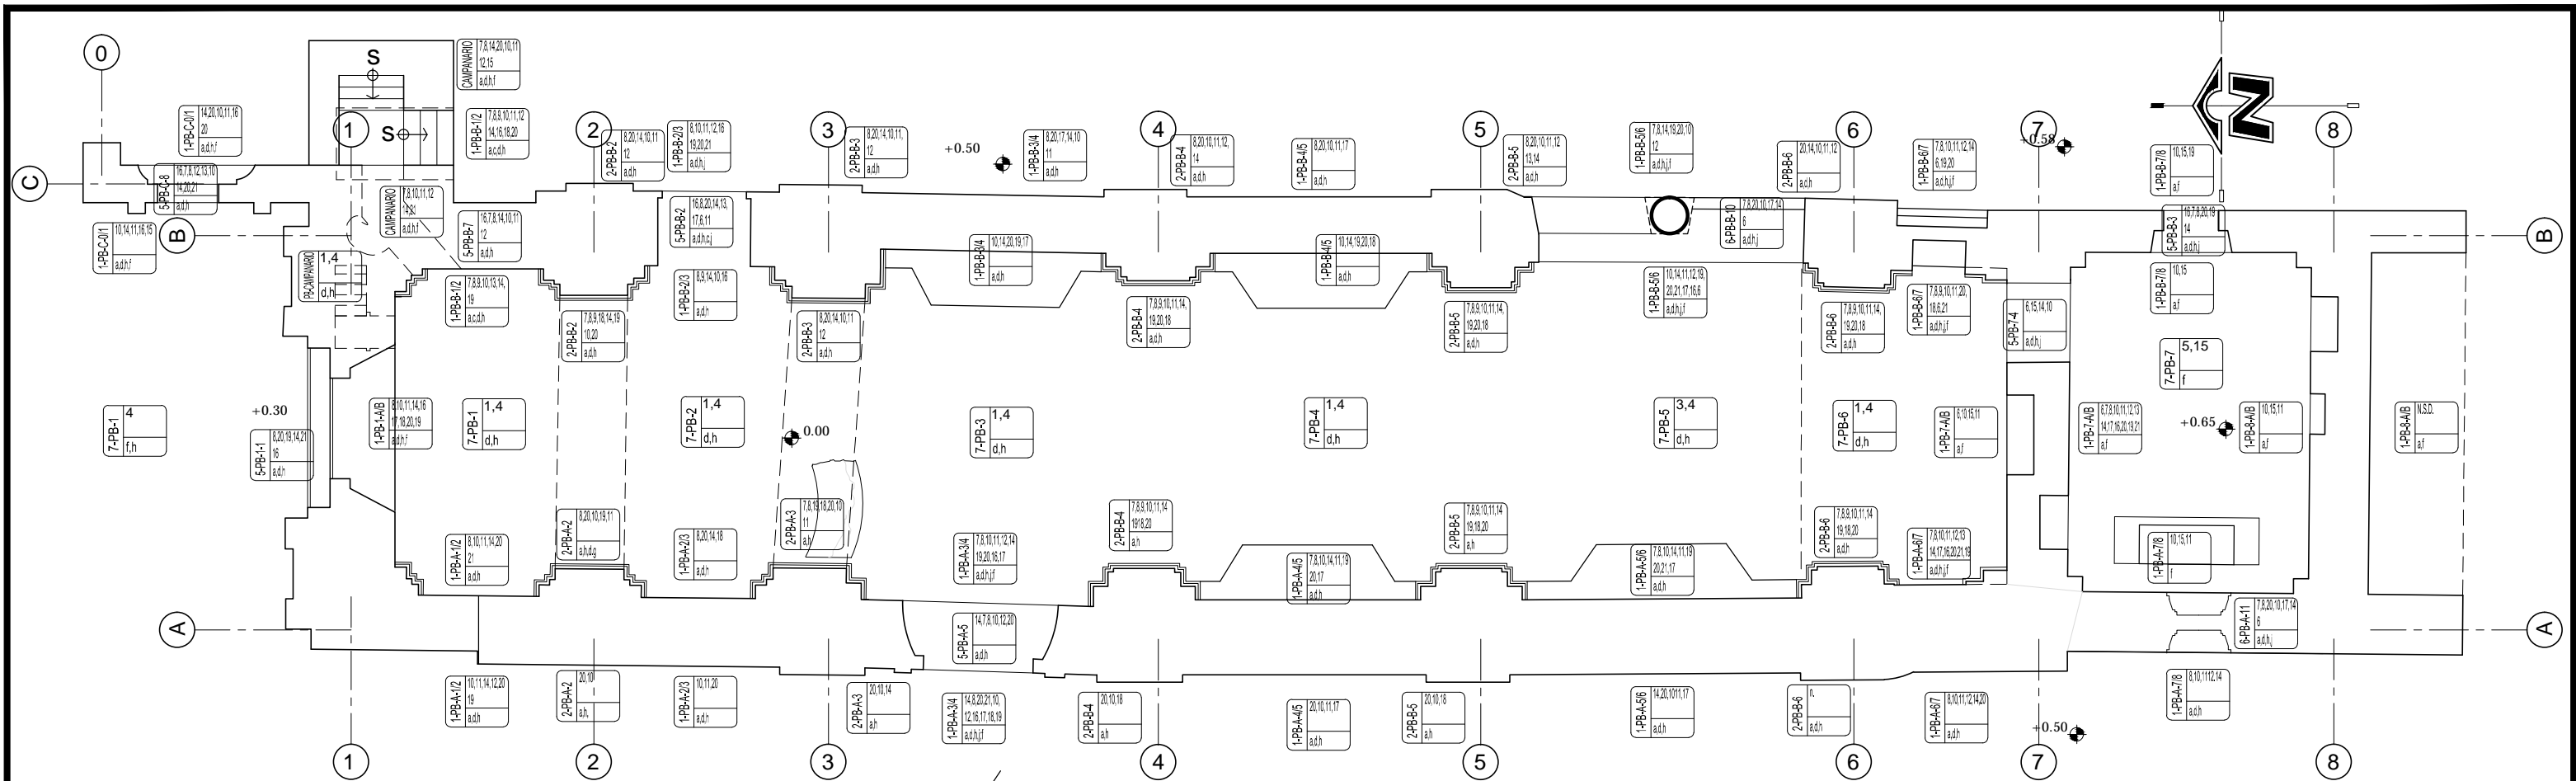 0
S
S
CAMPANARIO
7,8,14,20,10,11
12,15
a,d,h,f
1-PB-C-0/1
14,20,10,11,16
20
a,d,h,f
1
1-PB-B-1/2
7,8,9,10,11,12
14,16,18,20
a,c,d,h
2
2-PB-B-2
8,20,14,10,11
12
a,d,h
1-PB-B-2/3
8,10,11,12,16
19,20,21
a,d,h,j
3
2-PB-B-3
8,20,14,10,11,
12
a,d,h
+0.50
1-PB-B-3/4
8,20,17,14,10
11
a,d,h
4
2-PB-B-4
8,20,10,11,12,
14
a,d,h
1-PB-B-4/5
8,20,10,11,17
a,d,h
5
2-PB-B-5
8,20,10,11,12
13,14
a,d,h
1-PB-B-5/6
7,8,14,19,20,10
12
a,d,h,j,f
2-PB-B-6
20,14,10,11,12
a,d,h
6
1-PB-B-6/7
7,8,10,11,12,14
6,19,20
a,d,h,j,f
7
+0.58
1-PB-B-7/8
10,15,19
a,f
N
8
C
5-PB-C-8
16,7,8,12,13,10
14,20,21
a,d,h
1-PB-C-0/1
10,14,11,16,15
a,d,h,f
B
CAMPANARIO
7,8,10,11,12
a,d,h,f
5-PB-B-7
16,7,8,14,10,11
12
a,d,h
5-PB-B-2
16,8,20,14,13,
17,6,11
a,d,h,c,j
6-PB-B-10
7,8,20,10,17,14
6
a,d,h,j
5-PB-B-3
16,7,8,20,19
14
a,d,h,j
B
PB-CAMPANARIO
1,4
d,h
1-PB-B-1/2
7,8,9,10,13,14,
19
a,c,d,h
1-PB-B-2/3
8,9,14,10,16
a,d,h
1-PB-B-3/4
10,14,20,19,17
a,d,h
1-PB-B-4/5
10,14,19,20,18
a,d,h
1-PB-B-5/6
10,14,11,12,19,
20,21,17,16,6
a,d,h,j,f
1-PB-B-7/8
10,15
a,f
2-PB-B-2
7,8,9,18,14,19
10,20
a,d,h
2-PB-B-3
8,20,14,10,11
12
a,d,h
2-PB-B-4
7,8,9,10,11,14,
19,20,18
a,d,h
2-PB-B-5
7,8,9,10,11,14,
19,20,18
a,d,h
2-PB-B-6
7,8,9,10,11,14,
19,20,18
a,d,h
1-PB-B-6/7
7,8,9,10,11,20,
18,6,21
a,d,h,j,f
5-PB-7-4
6,15,14,10
a,d,h,j
7-PB-7
5,15
f
7-PB-1
4
f,h
+0.30
5-PB-1-1
8,20,19,14,21
16
a,d,h
1-PB-1-A/B
8,10,11,14,16
17,18,20,19
a,d,h,f
7-PB-1
1,4
d,h
7-PB-2
1,4
d,h
0.00
7-PB-3
1,4
d,h
7-PB-4
1,4
d,h
7-PB-5
3,4
d,h
7-PB-6
1,4
d,h
1-PB-7-A/B
6,10,15,11
a,f
1-PB-7-A/B
6,7,8,10,11,12,13
14,17,16,20,19,21
a,f
+0.65
1-PB-8-A/B
10,15,11
a,f
1-PB-8-A/B
N.S.D.
a,f
1-PB-A-1/2
8,10,11,14,20
21
a,d,h
2-PB-A-2
8,20,10,19,11
a,h,d,g
1-PB-A-2/3
8,20,14,18
a,d,h
2-PB-A-3
7,8,19,18,20,10
11
a,h
1-PB-A-3/4
7,8,10,11,12,14
19,20,16,17
a,d,h,j,f
2-PB-B-4
7,8,9,10,11,14
19,18,20
a,h
1-PB-A-4/5
7,8,10,14,11,19
20,17
a,d,h
2-PB-B-5
7,8,9,10,11,14
19,18,20
a,h
1-PB-A-5/6
7,8,10,14,11,19
20,21,17
a,d,h
2-PB-B-6
7,8,9,10,11,14
19,18,20
a,d,h
1-PB-A-6/7
7,8,10,11,12,13
14,17,16,20,21,19
a,d,h,j,f
1-PB-A-7/8
10,15,11
f
A
5-PB-A-5
14,7,8,10,12,20
a,d,h
6-PB-A-11
7,8,20,10,17,14
6
a,d,h,j
A
1-PB-A-1/2
10,11,14,12,20
19
a,d,h
2-PB-A-2
20,10
a,h,
1-PB-A-2/3
10,11,20
a,d,h
2-PB-A-3
20,10,14
a,h
1-PB-A-3/4
14,8,20,21,10,
12,16,17,18,19
a,d,h,j,f
2-PB-B-4
20,10,18
a,h
1-PB-A-4/5
20,10,11,17
a,d,h
2-PB-B-5
20,10,18
a,h
1-PB-A-5/6
14,20,1011,17
a,d,h
2-PB-B-6
n.
a,d,h
1-PB-A-6/7
8,10,11,12,14,20
a,d,h
+0.50
1-PB-A-7/8
8,10,1112,14
a,d,h
1
2
3
4
5
6
7
8